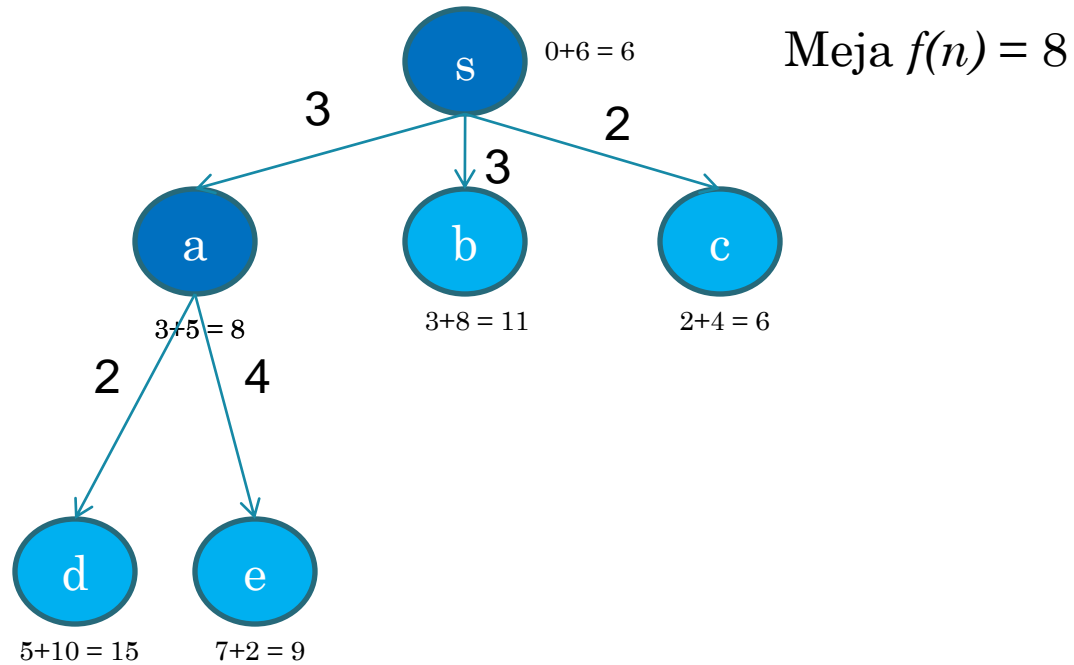 Meja f(n) = 8
s
0+6 = 6
3
3
2
a
b
c
3+5 = 8
3+8 = 11
2+4 = 6
2
4
d
e
5+10 = 15
7+2 = 9